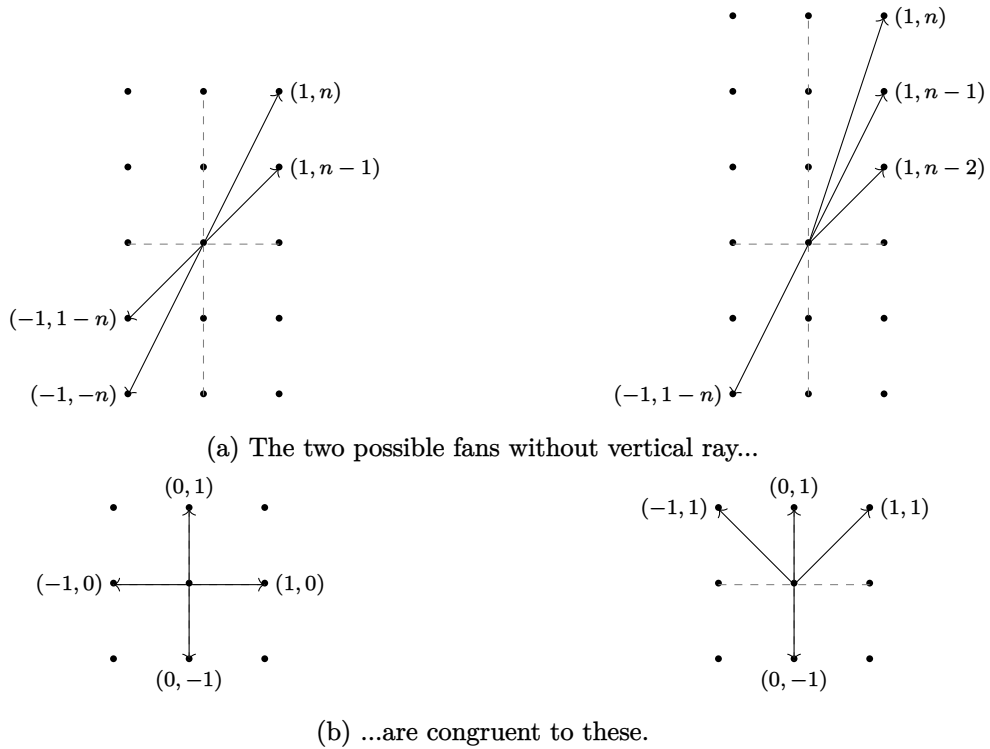 (1, n)
(1, n)
(1, n − 1)
(1, n − 1)
(1, n − 2)
(−1, 1 − n)
(−1, −n)
(−1, 1 − n)
(a) The two possible fans without vertical ray...
(0, 1)
(0, 1)
(−1, 1)
(1, 1)
(−1, 0)
(1, 0)
(0, −1)
(0, −1)
(b) ...are congruent to these.